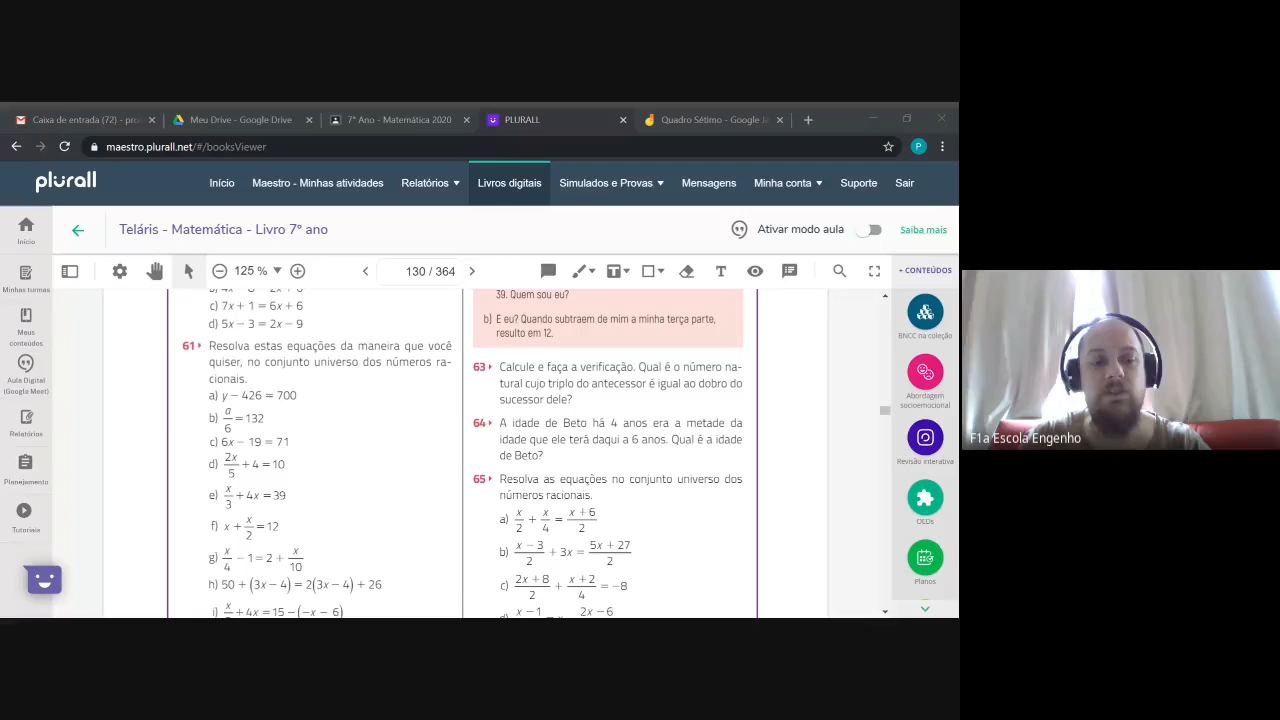 Caixa de entrada (72) - pro
Meu Drive - Google Drive
7º Ano - Matemática 2020
PLURALL
Quadro Sétimo - Google Ja
maestro.plurall.net/#/booksViewer
P
plurall
Início
Maestro - Minhas atividades
Relatórios
Livros digitais
Simulados e Provas
Mensagens
Minha conta
Suporte
Sair
Início
Minhas turmas
Meus
conteúdos
Aula Digital
(Google Meet)
Relatórios
Planejamento
Tutoriais
Teláris - Matemática - Livro 7º ano
Ativar modo aula
Saiba mais
125 %
130 / 364
+ CONTEÚDOS
c) 7x + 1 = 6x + 6
d) 5x − 3 = 2x − 9
61 Resolva estas equações da maneira que você
quiser, no conjunto universo dos números ra-
cionais.
a) y − 426 = 700
b) a/6 = 132
c) 6x − 19 = 71
d) 2x/5 + 4 = 10
e) x/3 + 4x = 39
f) x + x/2 = 12
g) x/4 − 1 = 2 + x/10
h) 50 + (3x − 4) = 2(3x − 4) + 26
+ 4x = 15 − (−x − 6)
39. Quem sou eu?
b) E eu? Quando subtraem de mim a minha terça parte,
resulto em 12.
63 Calcule e faça a verificação. Qual é o número na-
tural cujo triplo do antecessor é igual ao dobro do
sucessor dele?
64 A idade de Beto há 4 anos era a metade da
idade que ele terá daqui a 6 anos. Qual é a idade
de Beto?
65 Resolva as equações no conjunto universo dos
números racionais.
a) x/2 + x/4 = x + 6/2
b) x − 3/2 + 3x = 5x + 27/2
c) 2x + 8/2 + x + 2/4 = −8
x − 1 2x − 6
BNCC na coleção
Abordagem
socioemocional
Revisão interativa
OEDs
Planos
F1a Escola Engenho